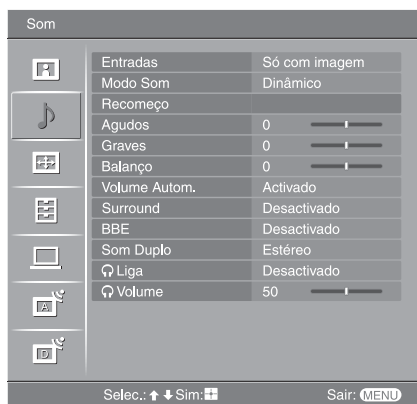 Som
Entradas Só com imagem
Modo Som Dinâmico
Recomeço
Agudos 0
Graves 0
Balanço 0
Volume Autom. Activado
Surround Desactivado
BBE Desactivado
Som Duplo Estéreo
Liga Desactivado
Volume 50
A
D
Selec.: Sim: Sair: MENU